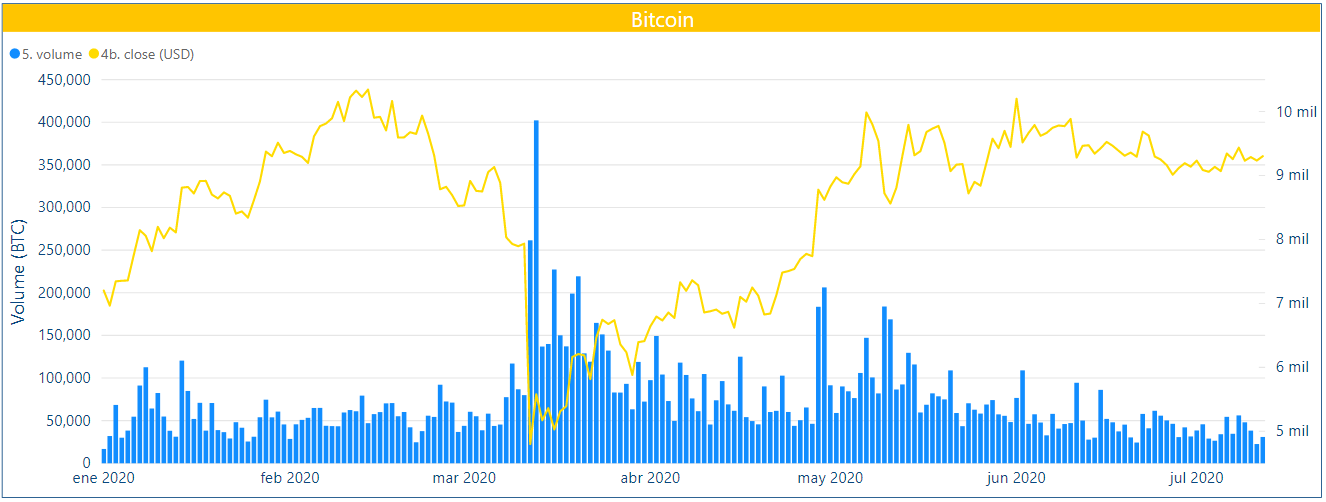 Bitcoin
5. volume 4b. close (USD)
450,000
400,000
350,000
300,000
250,000
200,000
150,000
100,000
50,000
0
Volume (BTC)
10 mil
9 mil
8 mil
7 mil
6 mil
5 mil
ene 2020 feb 2020 mar 2020 abr 2020 may 2020 jun 2020 jul 2020